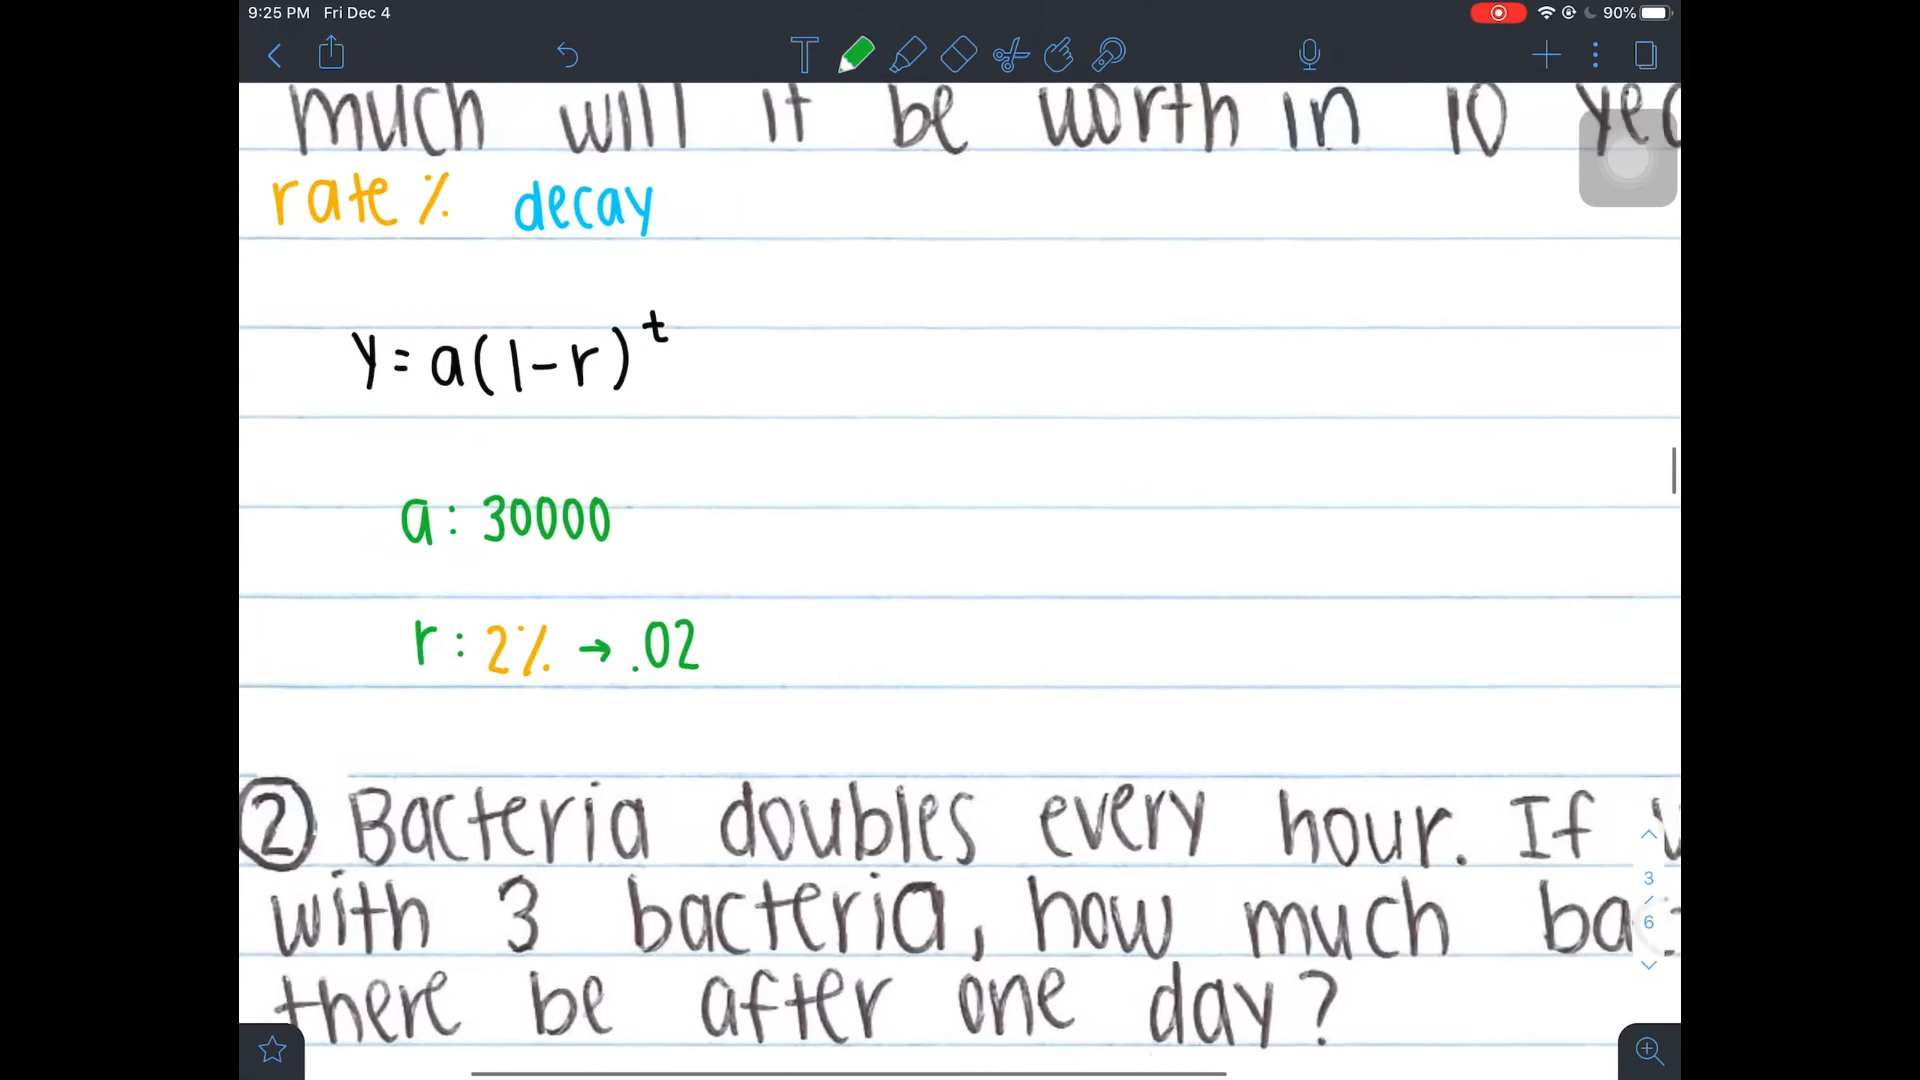 9:25 PM Fri Dec 4
90%
T
much will it be worth in 10
rate % decay
y = a(1-r)^t
a: 30000
r: 2% → .02
② Bacteria doubles every hour. If
with 3 bacteria, how much
there be after one day?
3
/
6